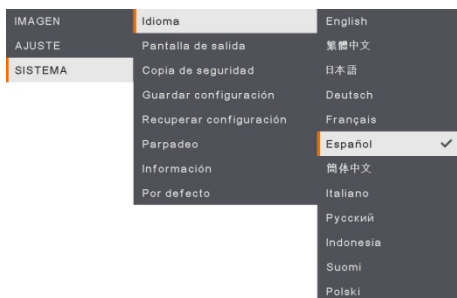 IMAGEN
AJUSTE
SISTEMA
Idioma
Pantalla de salida
Copia de seguridad
Guardar configuración
Recuperar configuración
Parpadeo
Información
Por defecto
English
繁體中文
日本語
Deutsch
Français
Español
简体中文
Italiano
Русский
Indonesia
Suomi
Polski